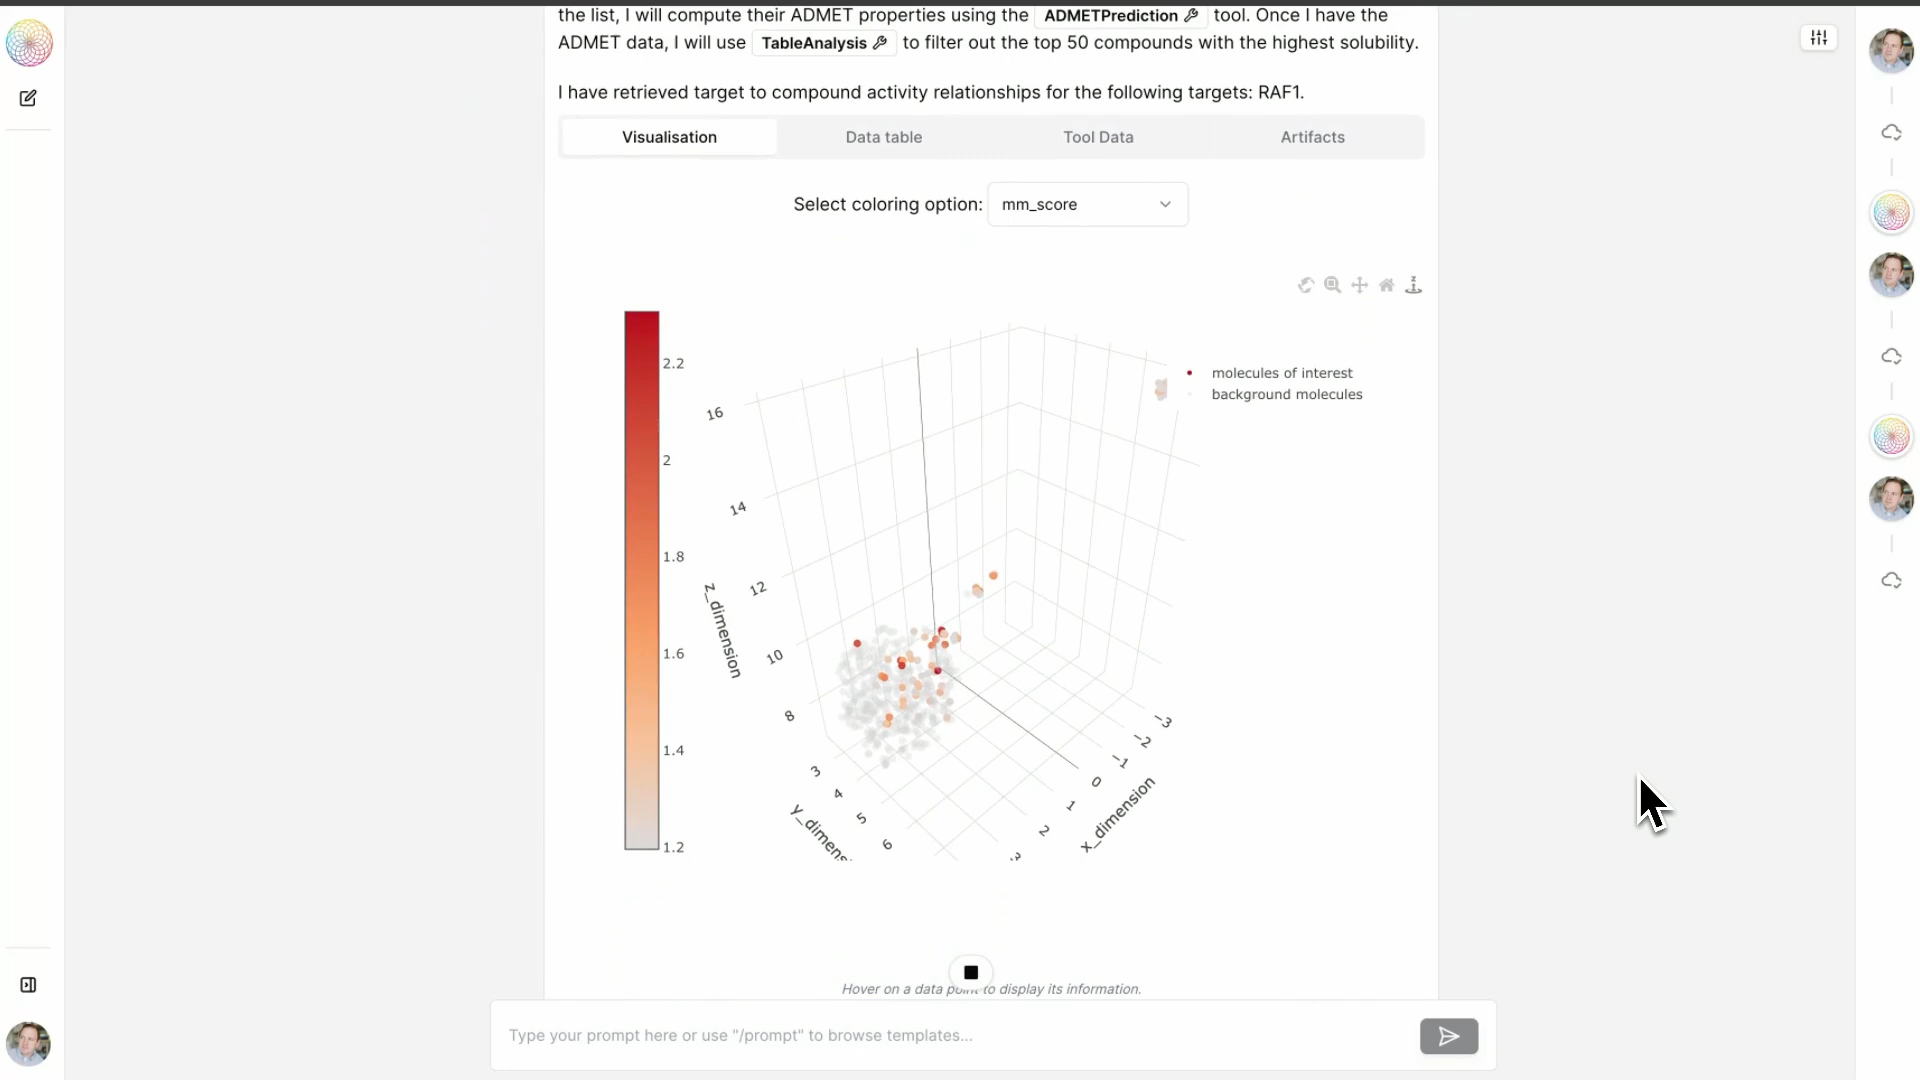 the list, I will compute their ADMET properties using the ADMETPrediction tool. Once I have the
ADMET data, I will use TableAnalysis to filter out the top 50 compounds with the highest solubility.
I have retrieved target to compound activity relationships for the following targets: RAF1.
Visualisation Data table Tool Data Artifacts
Select coloring option: mm_score
molecules of interest
background molecules
2.2
2
1.8
1.6
1.4
1.2
16
14
12
10
8
z_dimension
3
4
5
6
y_dimens
-3
-2
-1
0
1
2
x_dimension
Hover on a data point to display its information.
Type your prompt here or use "/prompt" to browse templates...